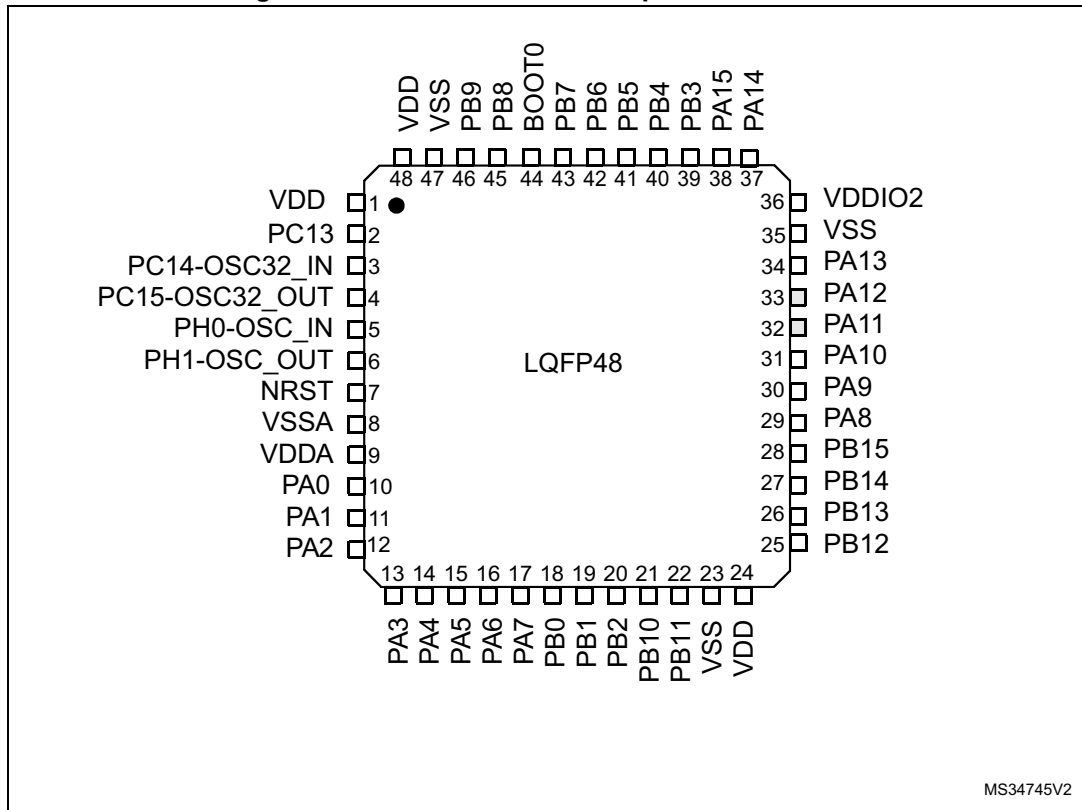 VDD
VSS
PB9
PB8
BOOT0
PB7
PB6
PB5
PB4
PB3
PA15
PA14
48 47 46 45 44 43 42 41 40 39 38 37
VDD 1
PC13 2
PC14-OSC32_IN 3
PC15-OSC32_OUT 4
PH0-OSC_IN 5
PH1-OSC_OUT 6
NRST 7
VSSA 8
VDDA 9
PA0 10
PA1 11
PA2 12
LQFP48
36 VDDIO2
35 VSS
34 PA13
33 PA12
32 PA11
31 PA10
30 PA9
29 PA8
28 PB15
27 PB14
26 PB13
25 PB12
13 14 15 16 17 18 19 20 21 22 23 24
PA3
PA4
PA5
PA6
PA7
PB0
PB1
PB2
PB10
PB11
VSS
VDD
MS34745V2